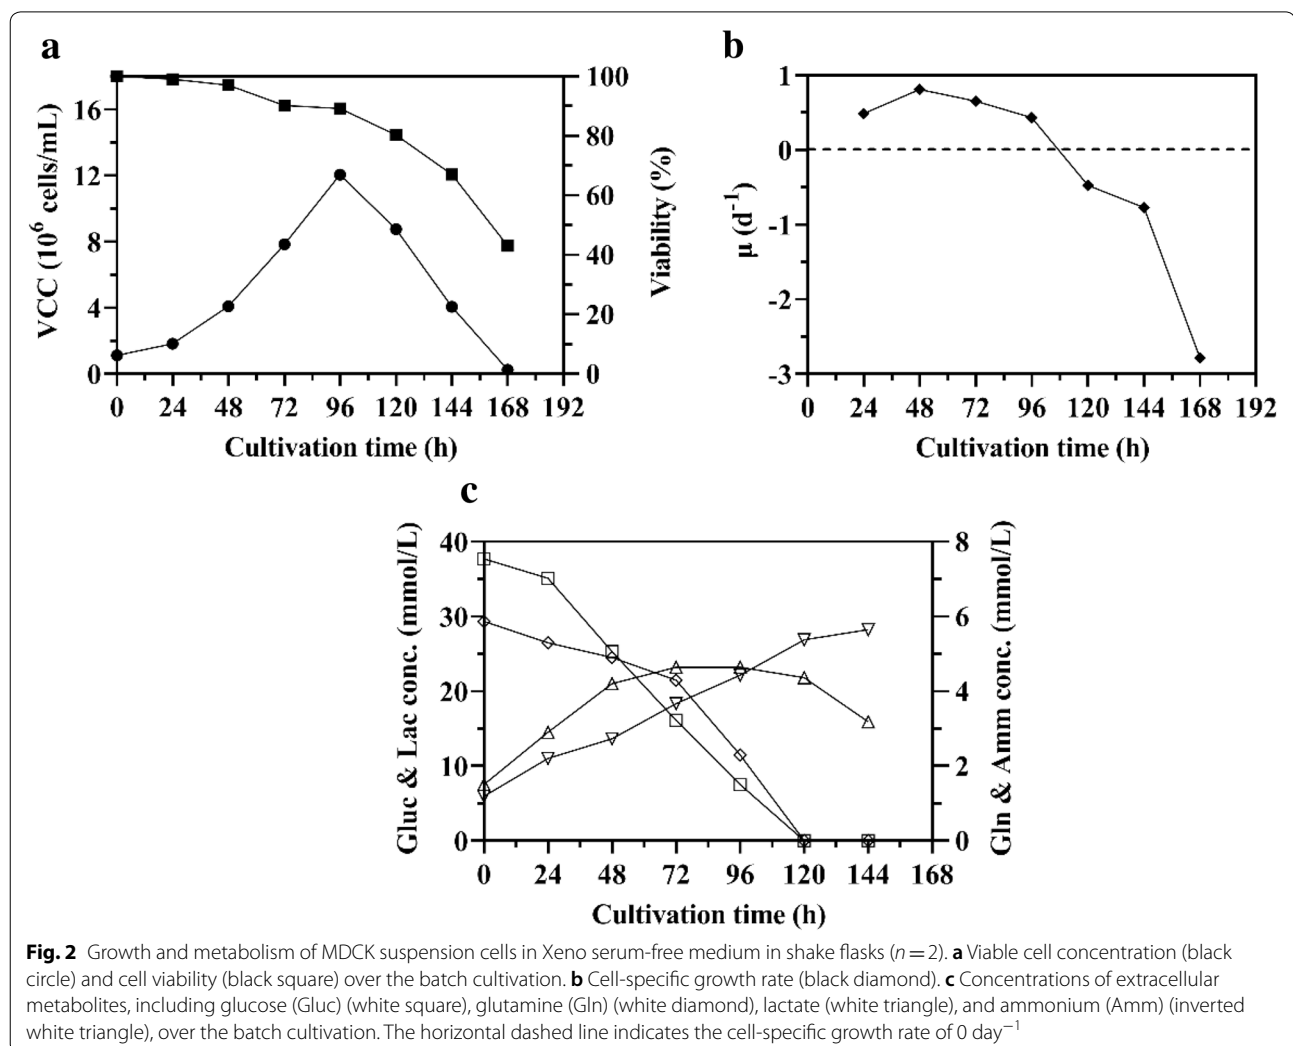 a
b
VCC (10^6 cells/mL)
16
12
8
4
0
100
80
60
40
20
0
Viability (%)
0 24 48 72 96 120 144 168 192
Cultivation time (h)
μ (d^-1)
1
0
-1
-2
-3
0 24 48 72 96 120 144 168 192
Cultivation time (h)
c
Gluc & Lac conc. (mmol/L)
40
30
20
10
0
8
6
4
2
0
Gln & Amm conc. (mmol/L)
0 24 48 72 96 120 144 168
Cultivation time (h)
Fig. 2 Growth and metabolism of MDCK suspension cells in Xeno serum-free medium in shake flasks (n = 2). a Viable cell concentration (black
circle) and cell viability (black square) over the batch cultivation. b Cell-specific growth rate (black diamond). c Concentrations of extracellular
metabolites, including glucose (Gluc) (white square), glutamine (Gln) (white diamond), lactate (white triangle), and ammonium (Amm) (inverted
white triangle), over the batch cultivation. The horizontal dashed line indicates the cell-specific growth rate of 0 day−1